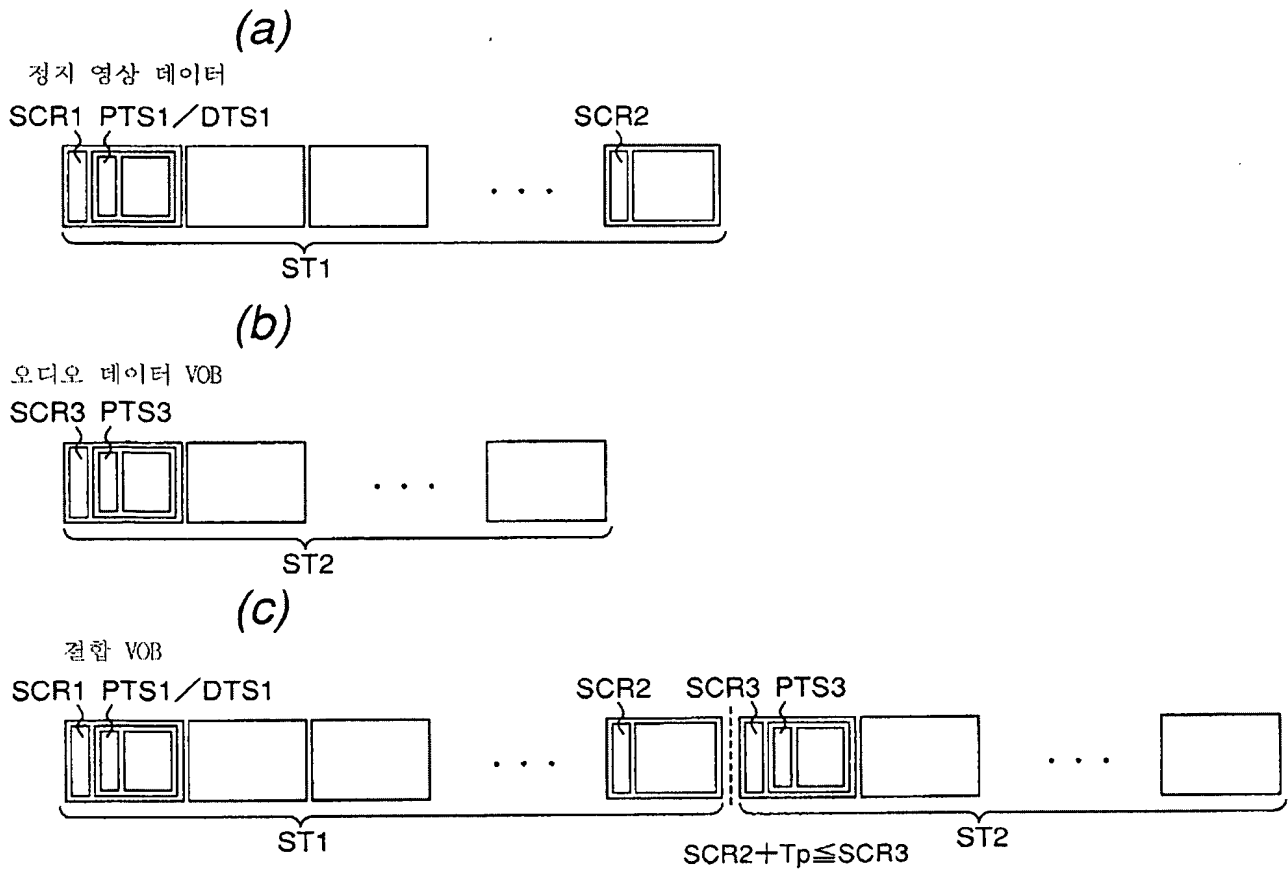 (a)
정지 영상 데이터
SCR1 PTS1/DTS1 SCR2
. . .
ST1
(b)
오디오 데이터 VOB
SCR3 PTS3
. . .
ST2
(c)
결합 VOB
SCR1 PTS1/DTS1 SCR2 SCR3 PTS3
. . . . . .
ST1 ST2
SCR2+Tp≦SCR3